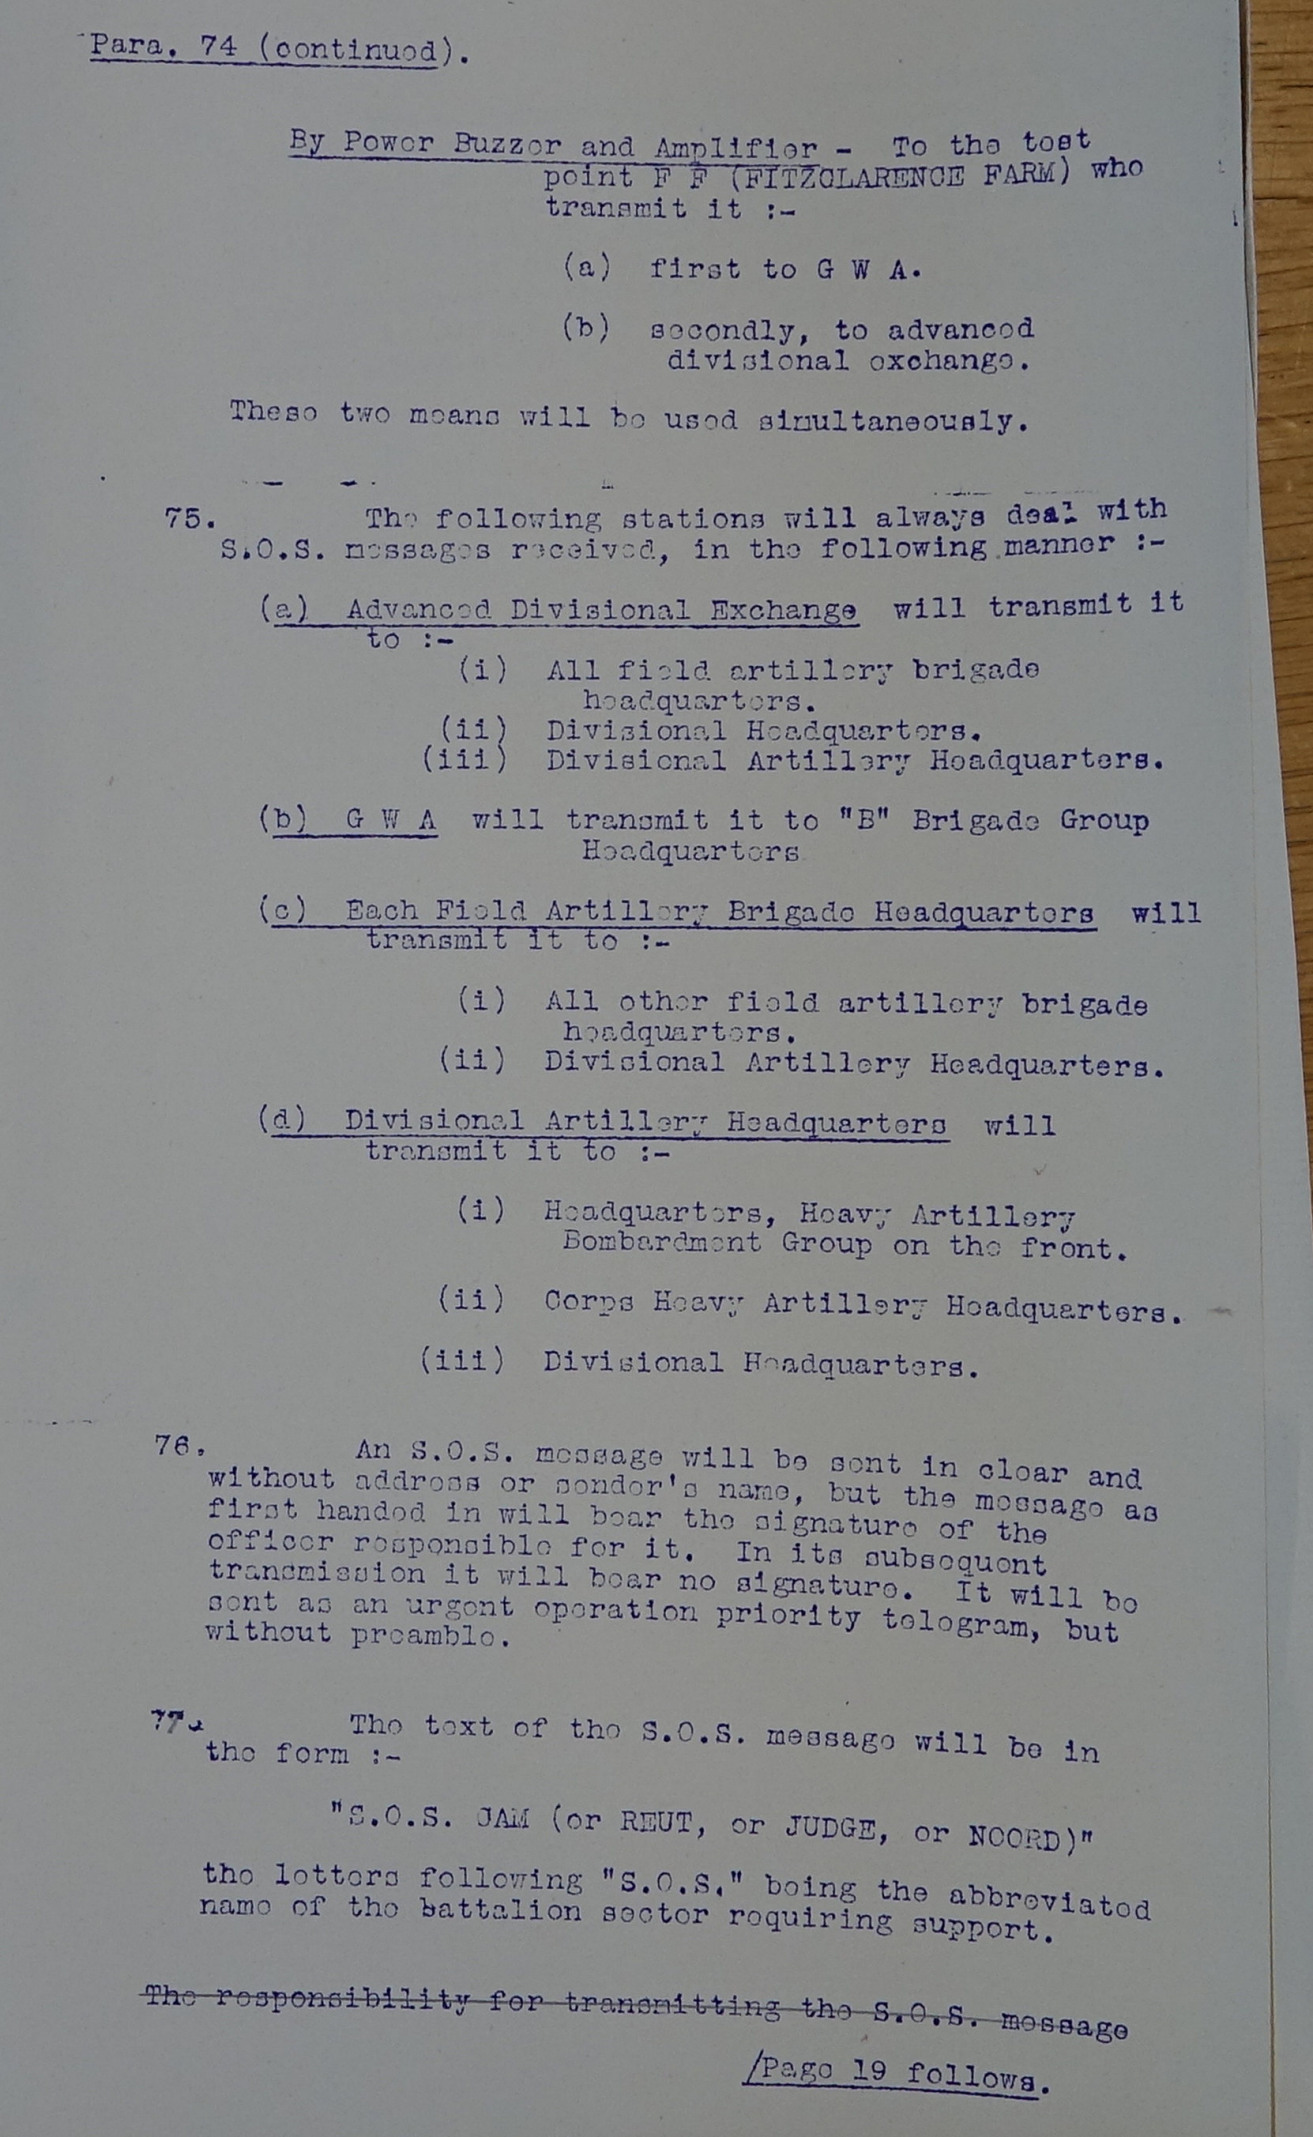 Para. 74 (continued).
By Power Buzzer and Amplifier - To the test
point F F (FITZCLARENCE FARM) who
transmit it :-
(a) first to G W A.
(b) secondly, to advanced
divisional exchange.
These two means will be used simultaneously.
75. The following stations will always deal with
S.O.S. messages received, in the following manner :-
(a) Advanced Divisional Exchange will transmit it
to :-
(i) All field artillery brigade
headquarters.
(ii) Divisional Headquarters.
(iii) Divisional Artillery Headquarters.
(b) G W A will transmit it to "B" Brigade Group
Headquarters
(c) Each Field Artillery Brigade Headquarters will
transmit it to :-
(i) All other field artillery brigade
headquarters.
(ii) Divisional Artillery Headquarters.
(d) Divisional Artillery Headquarters will
transmit it to :-
(i) Headquarters, Heavy Artillery
Bombardment Group on the front.
(ii) Corps Heavy Artillery Headquarters.
(iii) Divisional Headquarters.
76. An S.O.S. message will be sent in clear and
without address or sender's name, but the message as
first handed in will bear the signature of the
officer responsible for it. In its subsequent
transmission it will bear no signature. It will be
sent as an urgent operation priority telegram, but
without preamble.
77. The text of the S.O.S. message will be in
the form :-
"S.O.S. JAM (or REUT, or JUDGE, or NOORD)"
the letters following "S.O.S." being the abbreviated
name of the battalion sector requiring support.
The responsibility for transmitting the S.O.S. message
/Page 19 follows.